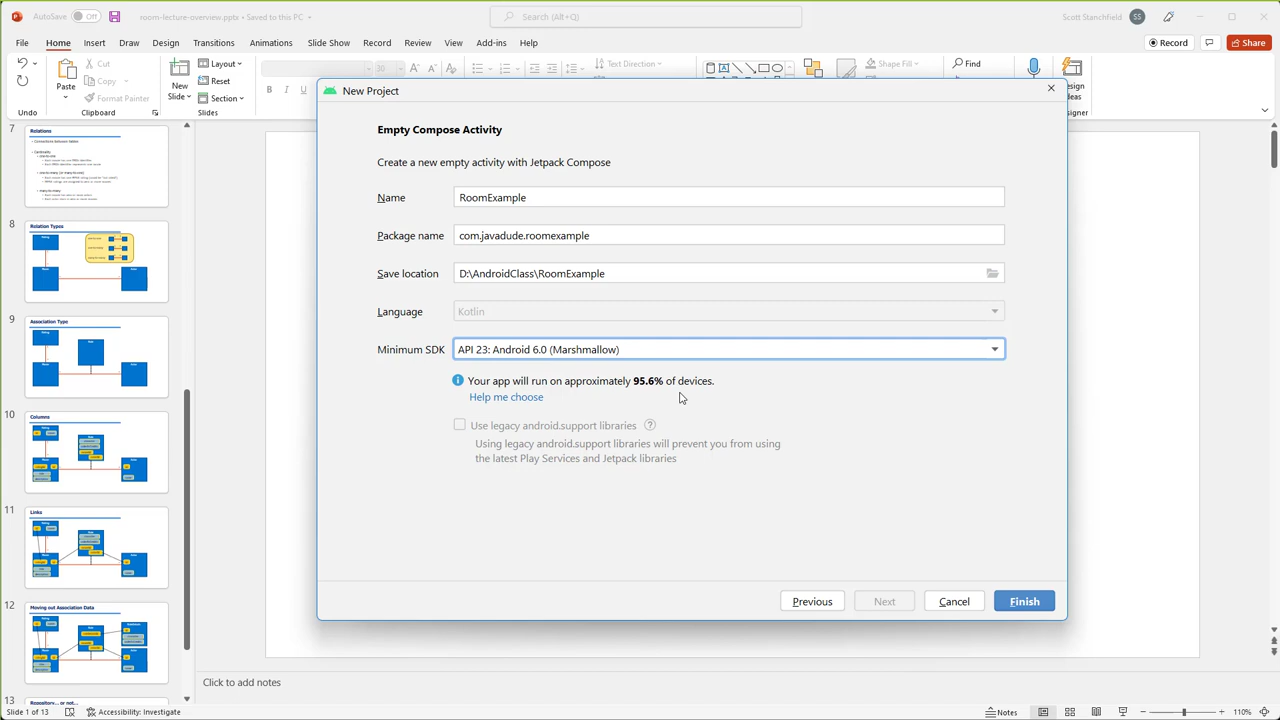 AutoSave
Off
room-lecture-overview.pptx • Saved to this PC
Search (Alt+Q)
Scott Stanchfield
SS
File
Home
Insert
Draw
Design
Transitions
Animations
Slide Show
Record
Review
View
Add-ins
Help
Record
Share
Paste
Cut
Copy
Format Painter
New
Slide
Layout
Reset
Section
30
B I U
Text Direction
Shape Fill
Find
Undo
Clipboard
Slides
7
Relations
8
Relation Types
9
Association Type
10
Columns
11
Links
12
Moving out Association Data
13
Repository... or not...
New Project
Empty Compose Activity
Create a new empty activity with Jetpack Compose
Name
RoomExample
Package name
com.javadude.roomexample
Save location
D:\AndroidClass\RoomExample
Language
Kotlin
Minimum SDK
API 23: Android 6.0 (Marshmallow)
Your app will run on approximately 95.6% of devices.
Help me choose
Use legacy android.support libraries
Using legacy android.support libraries will prevent you from using
latest Play Services and Jetpack libraries
Previous
Next
Cancel
Finish
Click to add notes
Slide 1 of 13
Accessibility: Investigate
Notes
110%